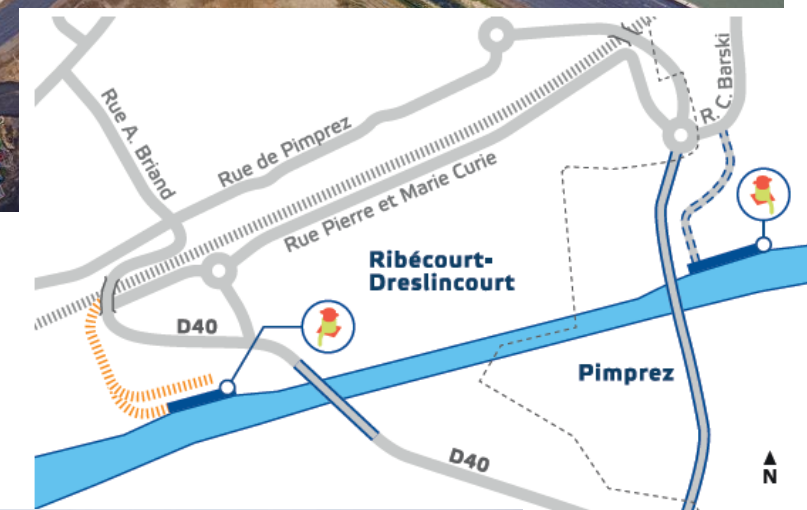 R. C. Barski
Rue A. Briand
Rue de Pimprez
Rue Pierre et Marie Curie
Ribécourt-
Dreslincourt
D40
Pimprez
D40
N